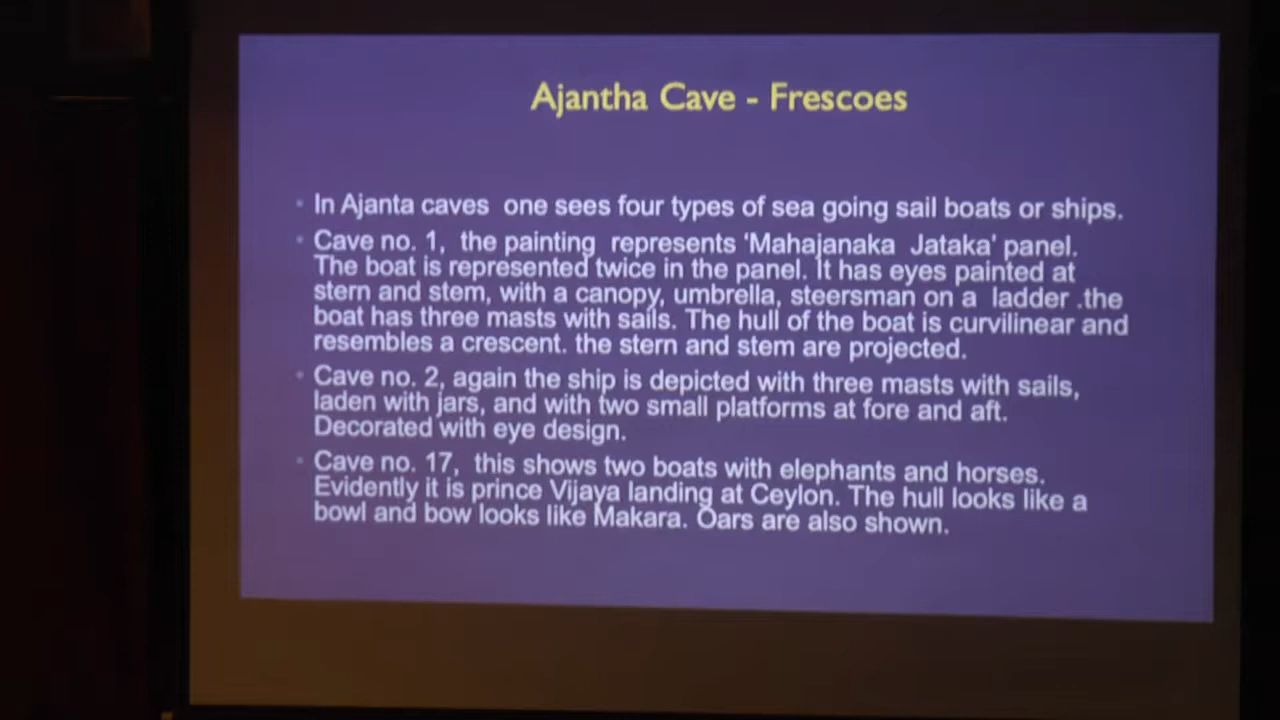 Ajantha Cave - Frescoes
• In Ajanta caves one sees four types of sea going sail boats or ships.
• Cave no. 1, the painting represents ‘Mahajanaka Jataka’ panel.
The boat is represented twice in the panel. It has eyes painted at
stern and stem, with a canopy, umbrella, steersman on a ladder .the
boat has three masts with sails. The hull of the boat is curvilinear and
resembles a crescent. the stern and stem are projected.
• Cave no. 2, again the ship is depicted with three masts with sails,
laden with jars, and with two small platforms at fore and aft.
Decorated with eye design.
• Cave no. 17, this shows two boats with elephants and horses.
Evidently it is prince Vijaya landing at Ceylon. The hull looks like a
bowl and bow looks like Makara. Oars are also shown.